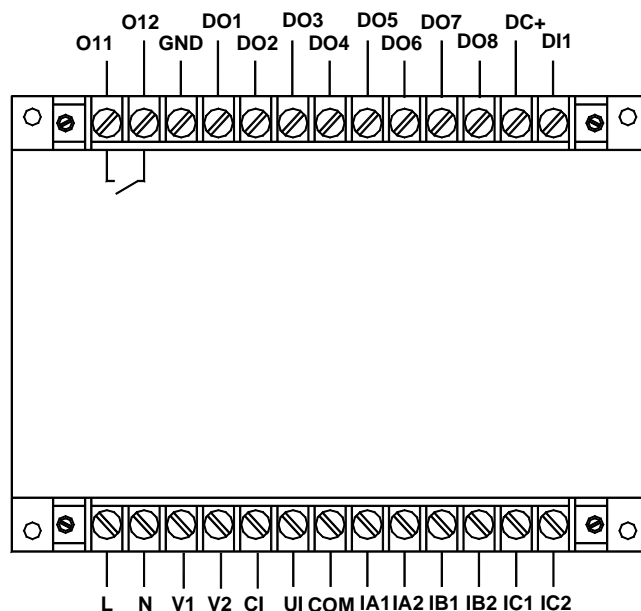 O12 DO1 DO3 DO5 DO7 DC+
O11 GND DO2 DO4 DO6 DO8 DI1
L N V1 V2 CI UI COM IA1 IA2 IB1 IB2 IC1 IC2